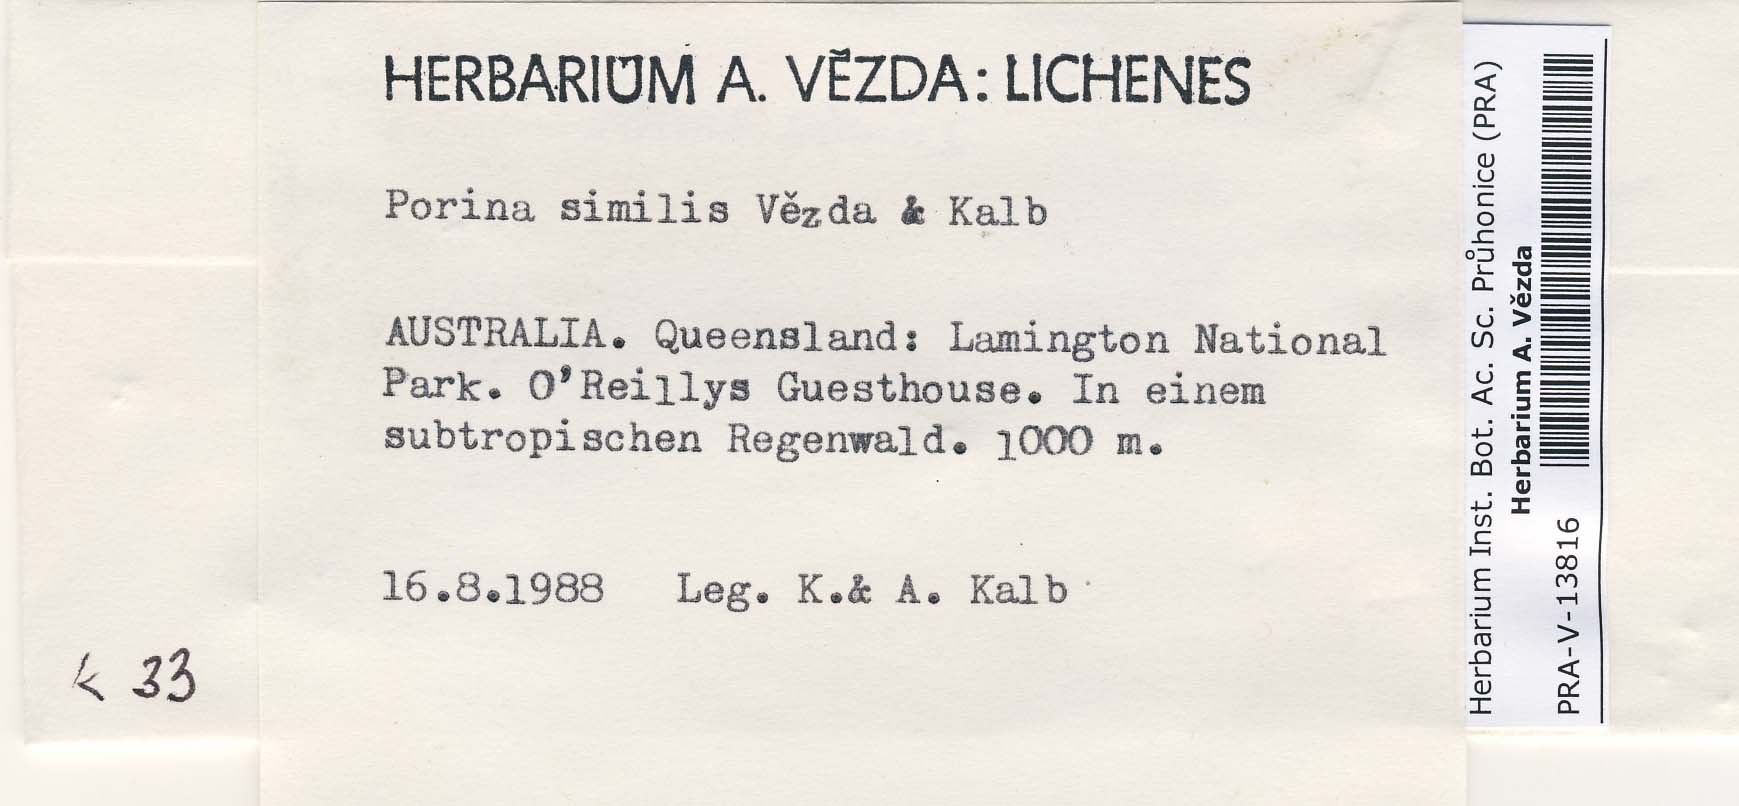 HERBARIUM A. VĚZDA: LICHENES
Porina similis Vězda & Kalb
AUSTRALIA. Queensland: Lamington National
Park. O'Reillys Guesthouse. In einem
subtropischen Regenwald. 1000 m.
16.8.1988 Leg. K.& A. Kalb
K 33
Herbarium Inst. Bot. Ac. Sc. Průhonice (PRA)
Herbarium A. Vězda
PRA-V-13816